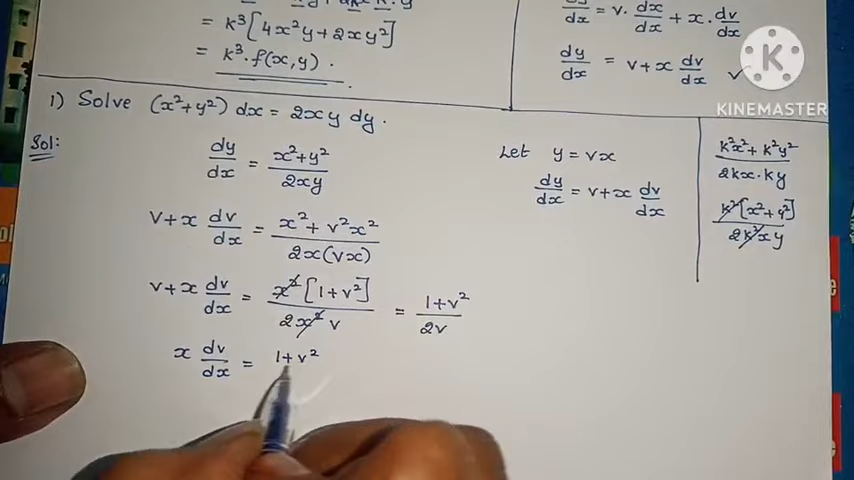 = k³[4x²y+2xy²]
= k³.f(x,y).
dy/dx = v. dx/dx + x. dv/dx
dy/dx = v+x dv/dx ✓
K
KINEMASTER
1) Solve (x²+y²) dx = 2xy dy.
Sol:
dy/dx = x²+y²/2xy
v+x dv/dx = x²+v²x²/2x(vx)
v+x dv/dx = x²[1+v²]/2x²v = 1+v²/2v
x dv/dx = 1+v²
Let y=vx
dy/dx = v+x dv/dx
k²x²+k²y²/2kx.ky
k²[x²+y²]/2k²xy